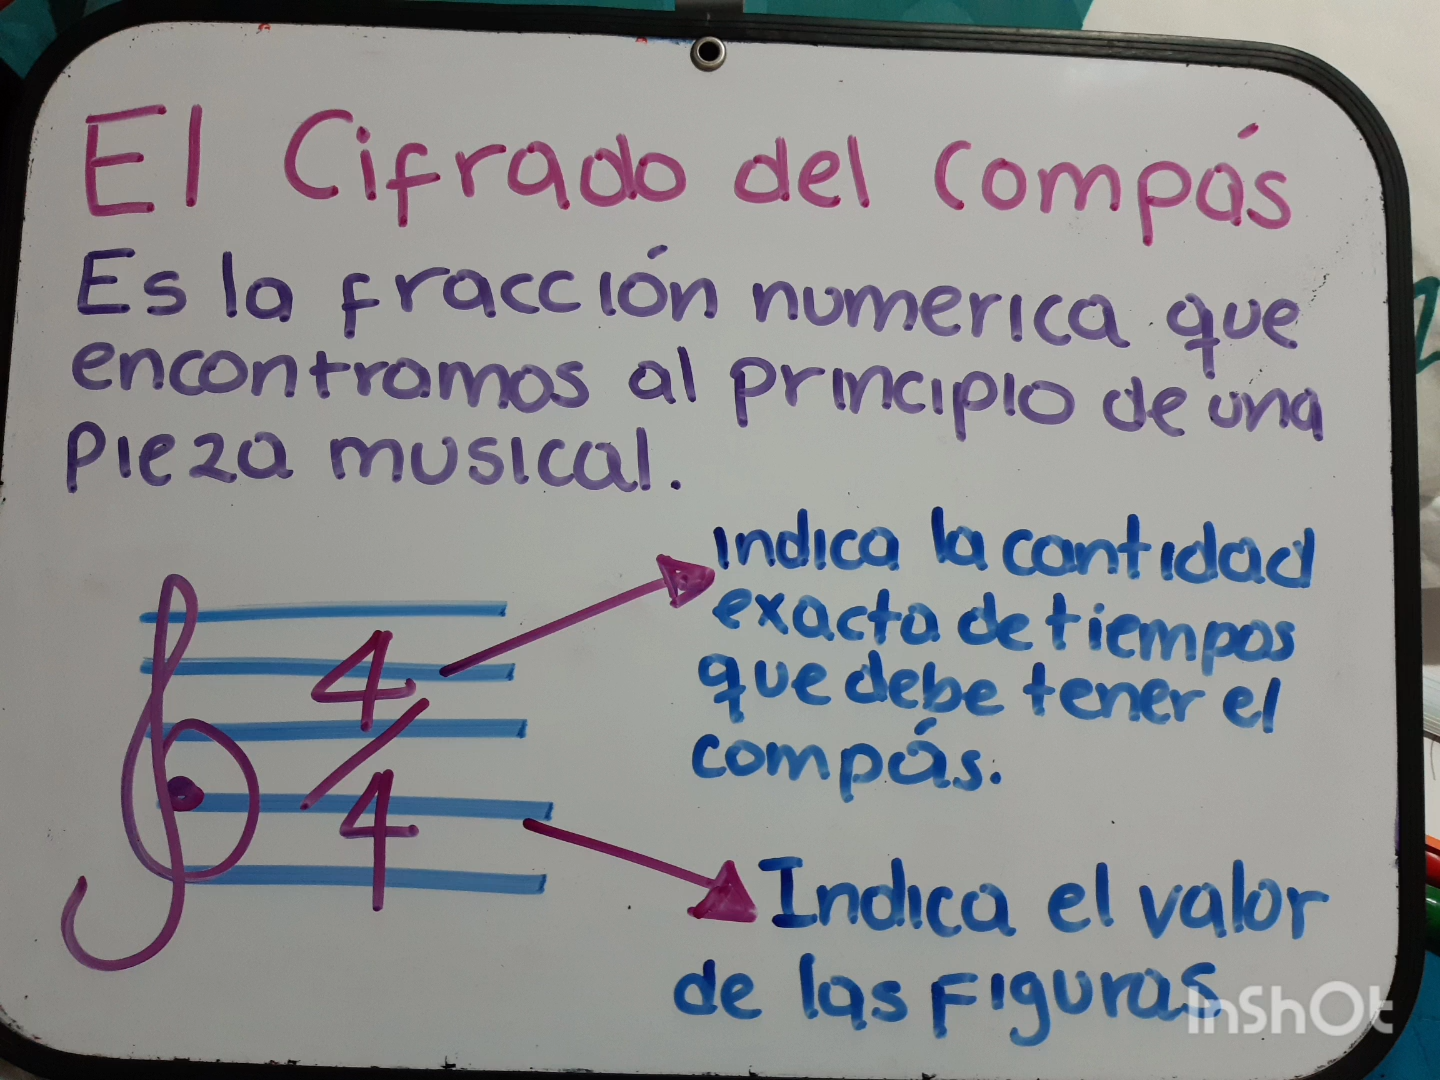 El Cifrado del Compás
Es la fracción numerica que
encontramos al principio de una
pieza musical.
indica la cantidad
exacta de tiempos
que debe tener el
compás.
4/4
Indica el valor
de las Figuras
InShOt